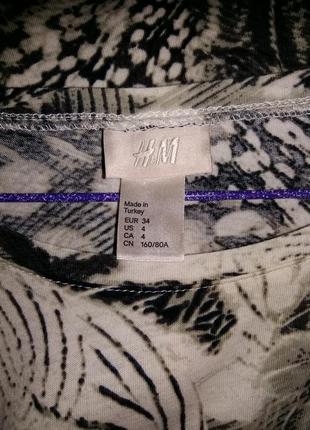 H&M
Made in
Turkey
EUR 34
US 4
CA 4
CN 160/80A